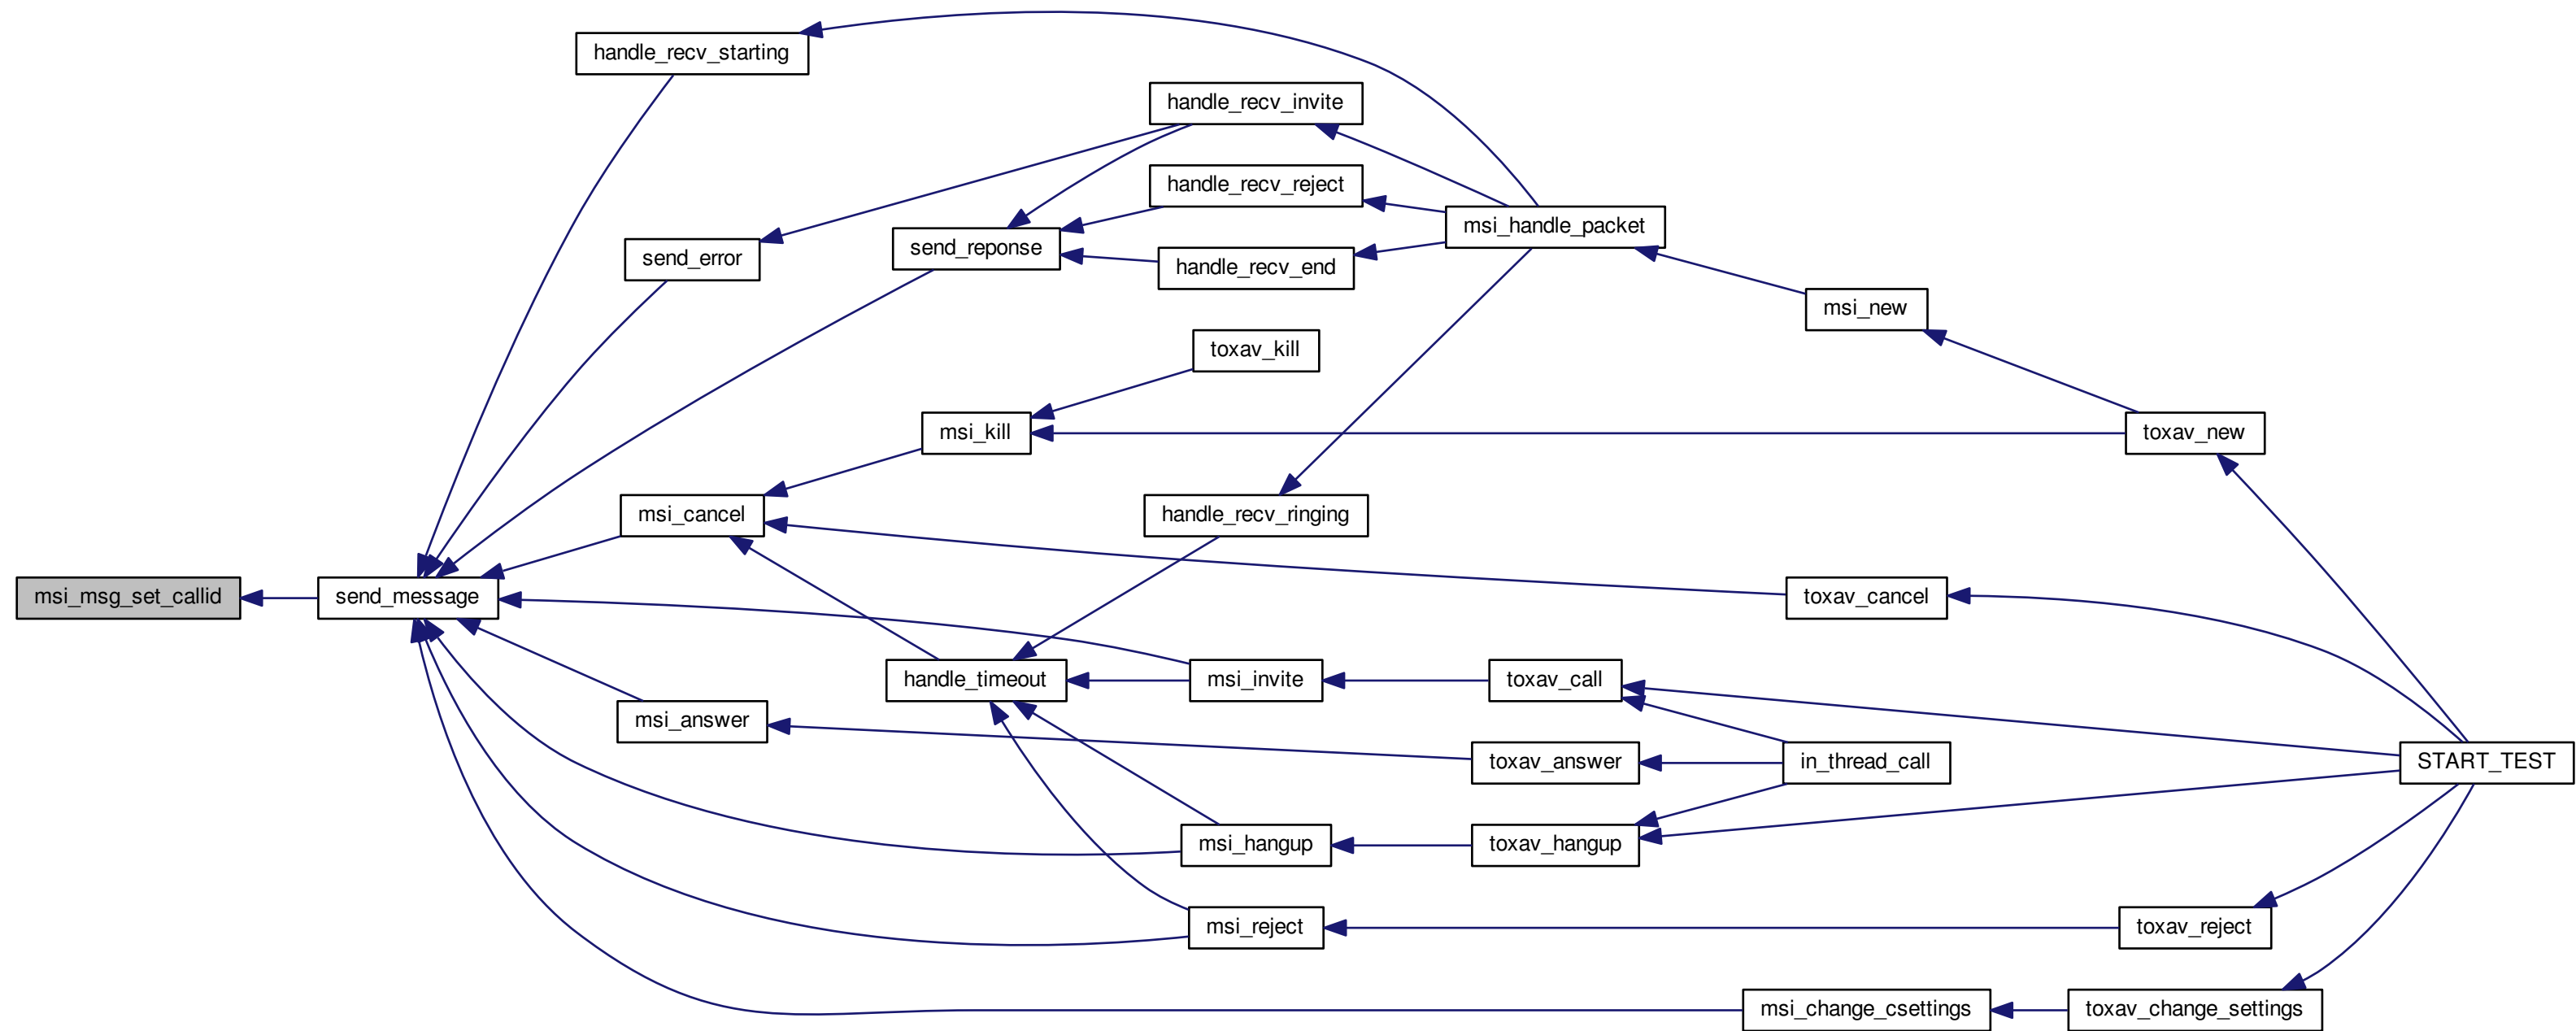 handle_recv_starting
handle_recv_invite
handle_recv_reject
msi_handle_packet
send_reponse
send_error
handle_recv_end
msi_new
toxav_kill
msi_kill
toxav_new
msi_cancel
handle_recv_ringing
msi_msg_set_callid
send_message
toxav_cancel
handle_timeout
msi_invite
toxav_call
msi_answer
toxav_answer
in_thread_call
START_TEST
msi_hangup
toxav_hangup
msi_reject
toxav_reject
msi_change_csettings
toxav_change_settings